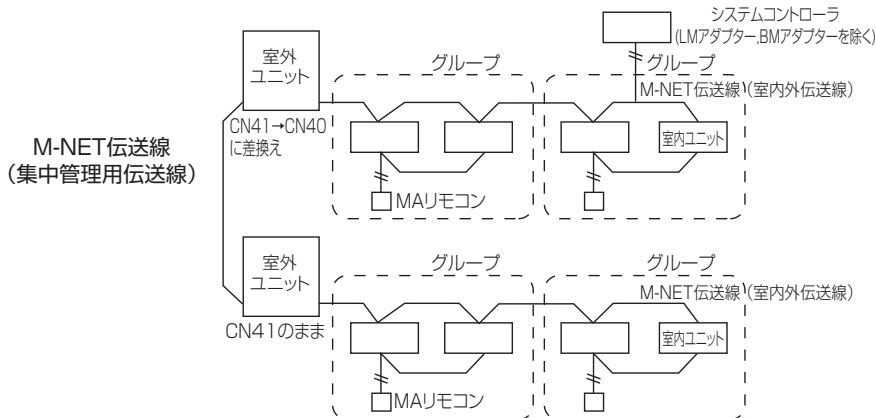 システムコントローラ
(LMアダプター,BMアダプターを除く)
室外
ユニット
グループ
グループ
M-NET伝送線(室内外伝送線)
CN41→CN40
に差換え
室内ユニット
M-NET伝送線
(集中管理用伝送線)
MAリモコン
室外
ユニット
グループ
グループ
M-NET伝送線(室内外伝送線)
CN41のまま
室内ユニット
MAリモコン